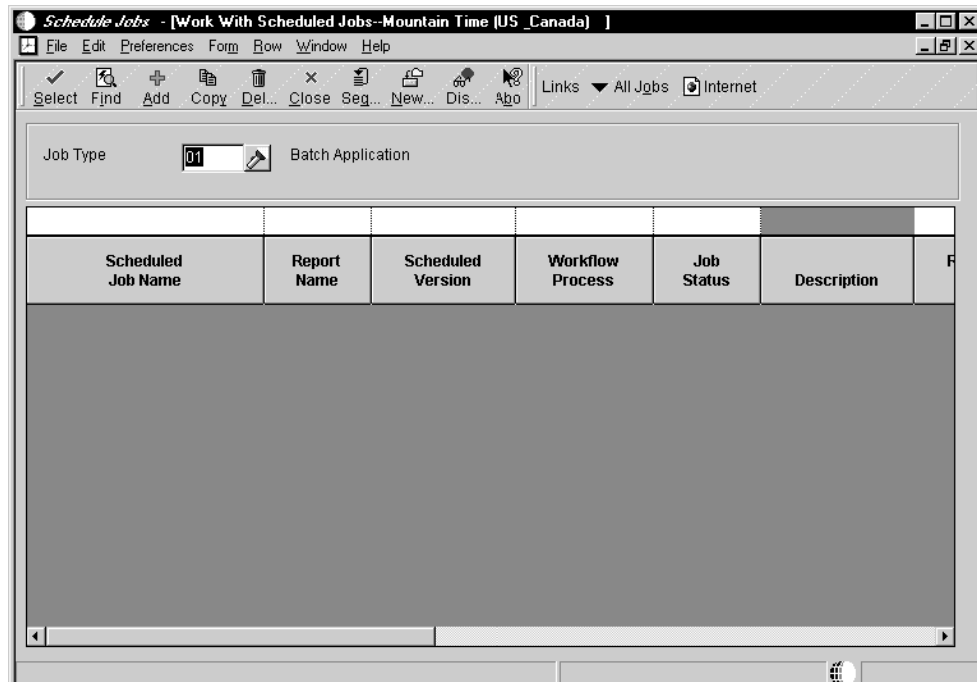 Schedule Jobs - [Work With Scheduled Jobs--Mountain Time (US _Canada) ]
File Edit Preferences Form Row Window Help
Select Find Add Copy Del... Close Seq... New... Dis... Abo Links All Jobs Internet
Job Type 01 Batch Application
Scheduled Job Name Report Name Scheduled Version Workflow Process Job Status Description R